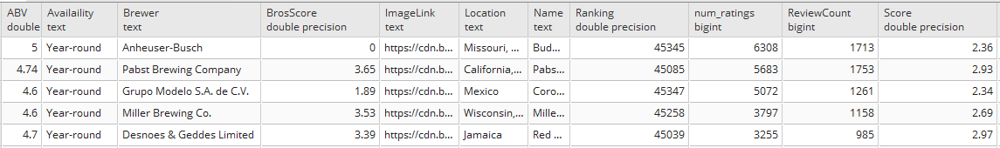 ABV Availaility Brewer BrosScore ImageLink Location Name Ranking num_ratings ReviewCount Score
double text text double precision text text text double precision bigint bigint double precision
5 Year-round Anheuser-Busch 0 https://cdn.b... Missouri, ... Bud... 45345 6308 1713 2.36
4.74 Year-round Pabst Brewing Company 3.65 https://cdn.b... California,... Pabs... 45085 5683 1753 2.93
4.6 Year-round Grupo Modelo S.A. de C.V. 1.89 https://cdn.b... Mexico Coro... 45347 5072 1261 2.34
4.6 Year-round Miller Brewing Co. 3.53 https://cdn.b... Wisconsin,... Mille... 45258 3797 1158 2.69
4.7 Year-round Desnoes & Geddes Limited 3.39 https://cdn.b... Jamaica Red ... 45039 3255 985 2.97